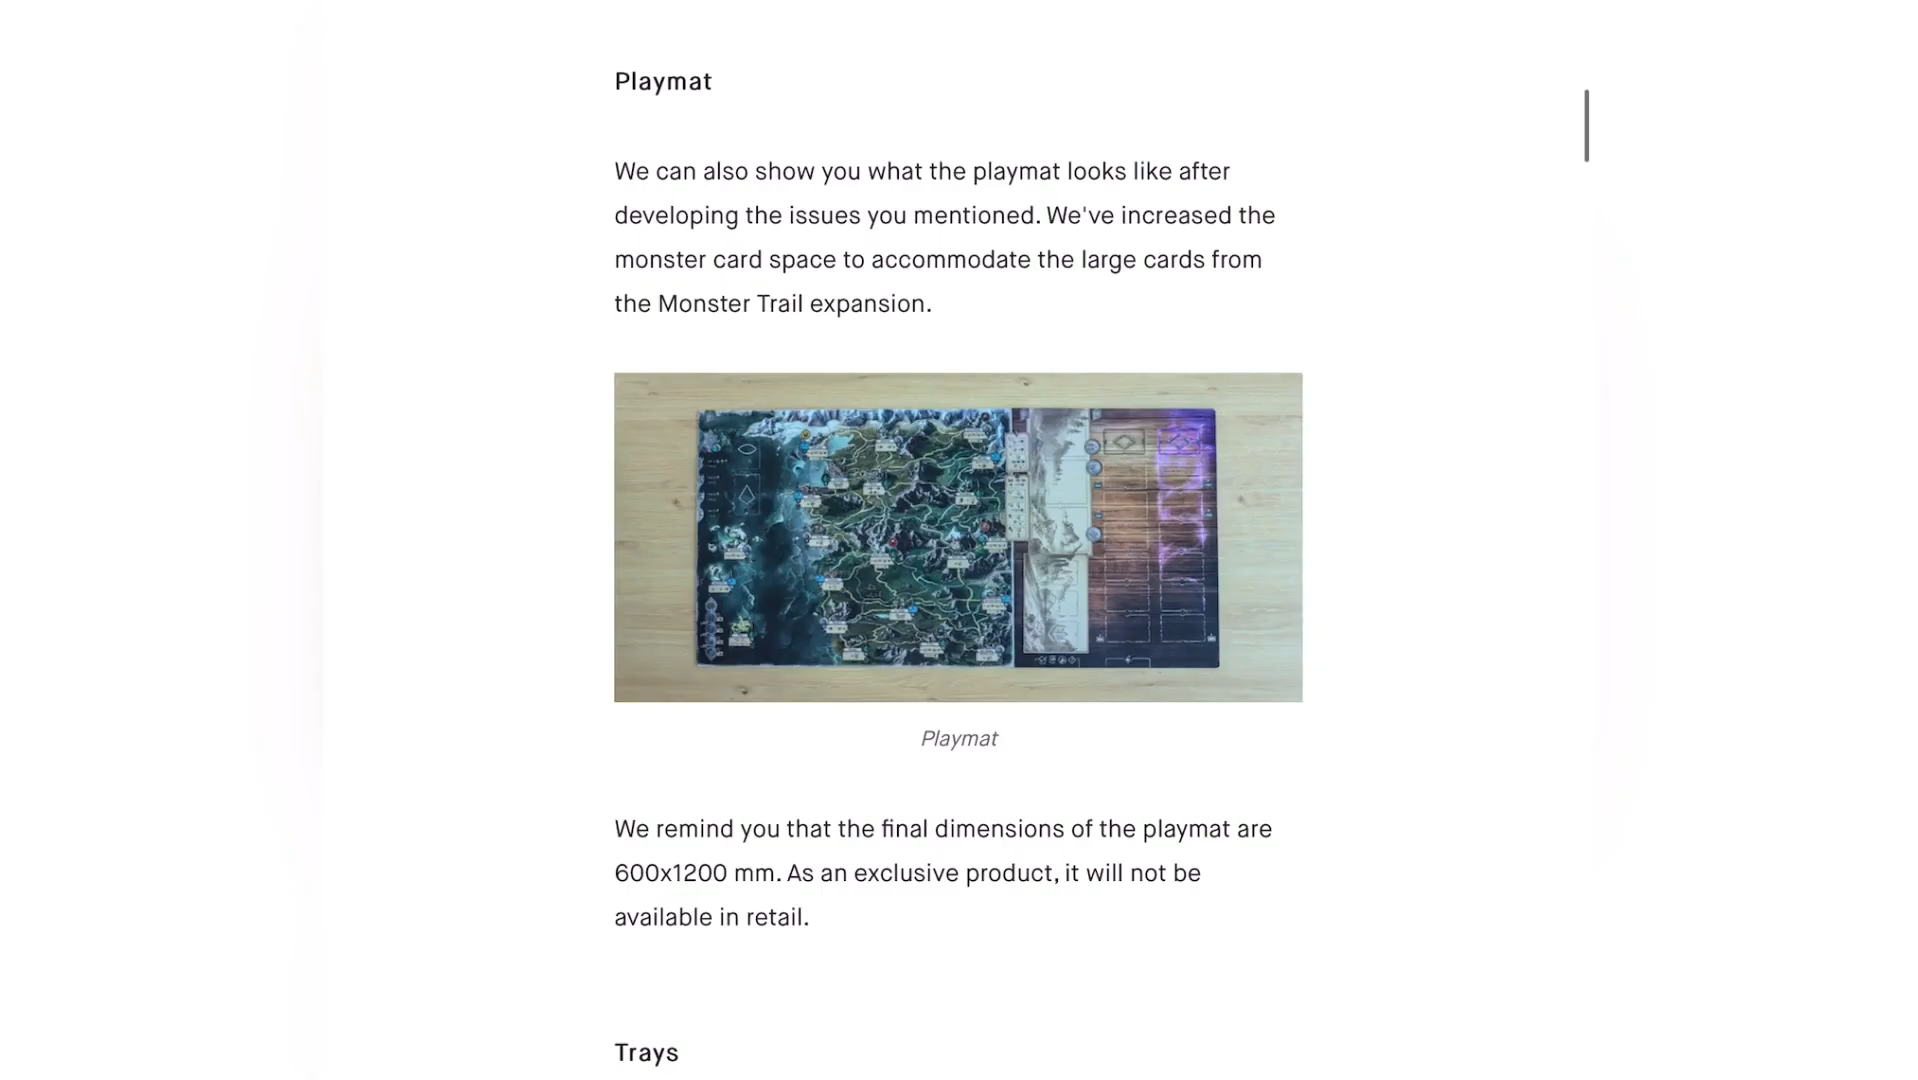 Playmat
We can also show you what the playmat looks like after
developing the issues you mentioned. We've increased the
monster card space to accommodate the large cards from
the Monster Trail expansion.
Playmat
We remind you that the final dimensions of the playmat are
600x1200 mm. As an exclusive product, it will not be
available in retail.
Trays